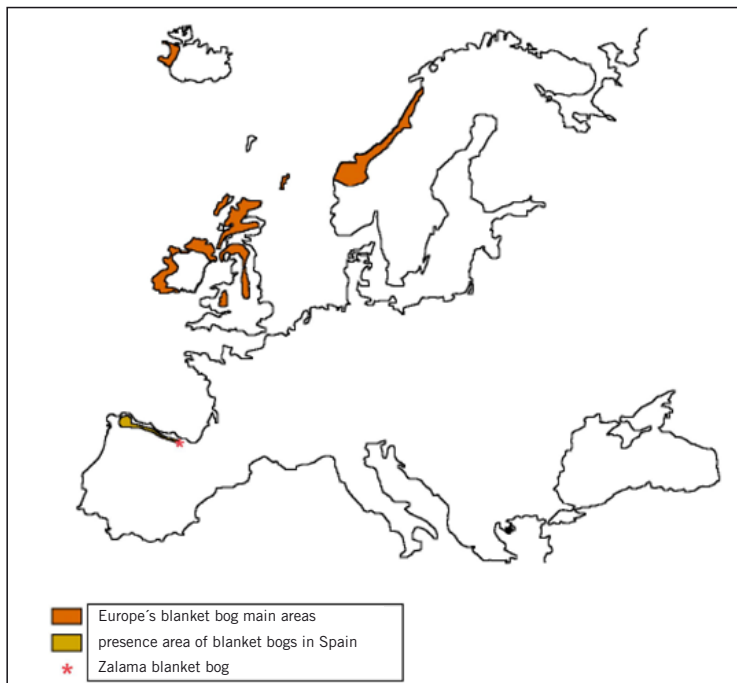 Europe´s blanket bog main areas
presence area of blanket bogs in Spain
* Zalama blanket bog